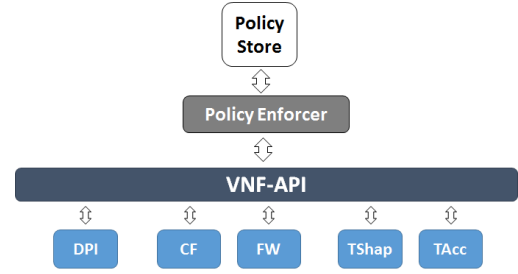 Policy
Store
Policy Enforcer
VNF-API
DPI
CF
FW
TShap
TAcc